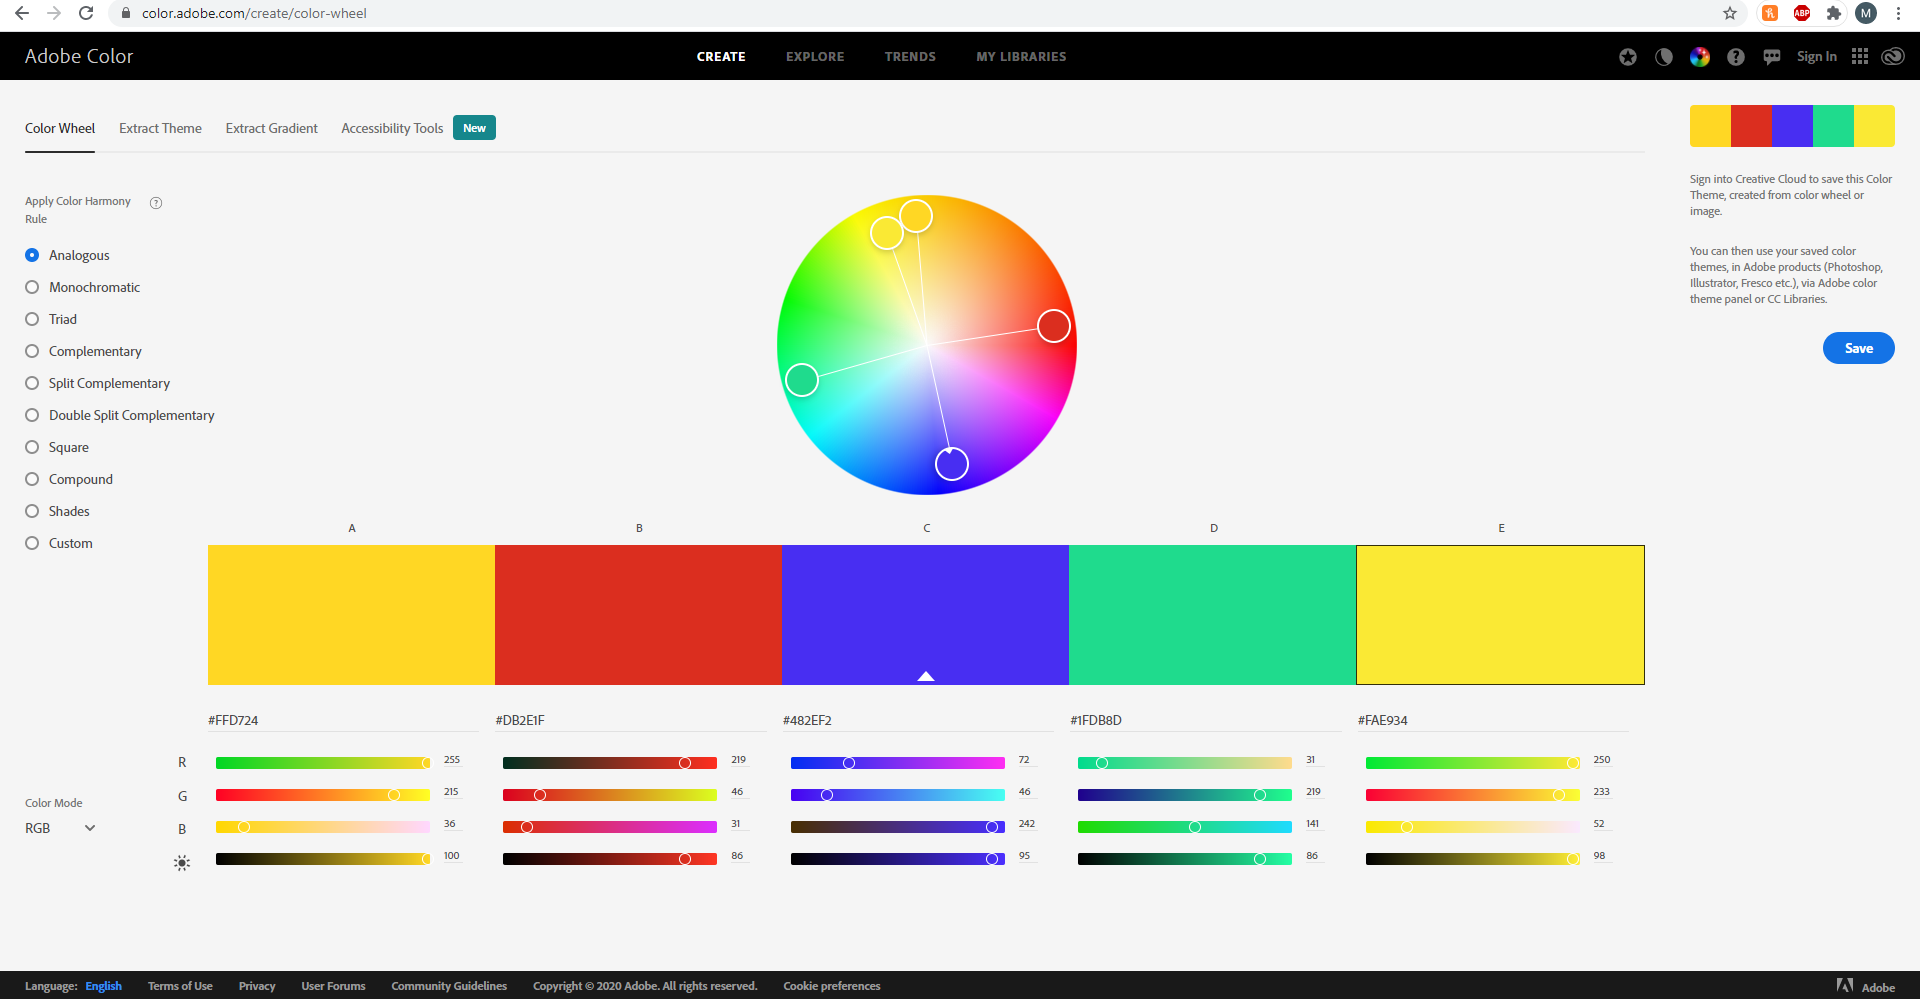 color.adobe.com/create/color-wheel
ABP
M
Adobe Color
CREATE
EXPLORE
TRENDS
MY LIBRARIES
Sign In
Color Wheel
Extract Theme
Extract Gradient
Accessibility Tools
New
Apply Color Harmony
Rule
?
Analogous
Monochromatic
Triad
Complementary
Split Complementary
Double Split Complementary
Square
Compound
Shades
Custom
Sign into Creative Cloud to save this Color
Theme, created from color wheel or
image.
You can then use your saved color
themes, in Adobe products (Photoshop,
Illustrator, Fresco etc.), via Adobe color
theme panel or CC Libraries.
Save
A B C D E
#FFD724 #DB2E1F #482EF2 #1FDB8D #FAE934
R 255 219 72 31 250
G 215 46 46 219 233
B 36 31 242 141 52
100 86 95 86 98
Color Mode
RGB
Language: English Terms of Use Privacy User Forums Community Guidelines Copyright © 2020 Adobe. All rights reserved. Cookie preferences Adobe